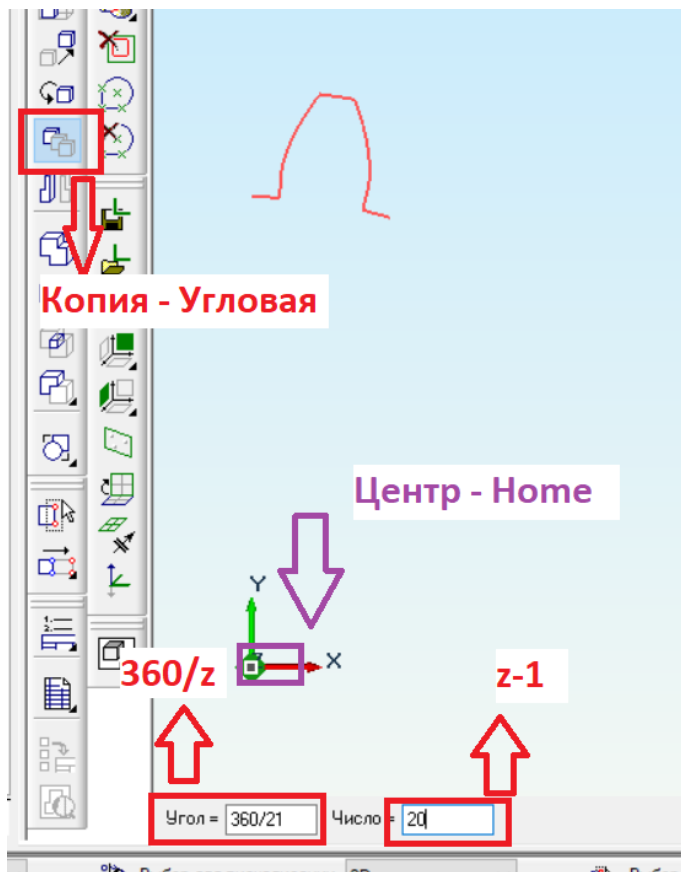 Копия - Угловая
Центр - Home
Y
X
360/z
z-1
Угол = 360/21 Число = 20